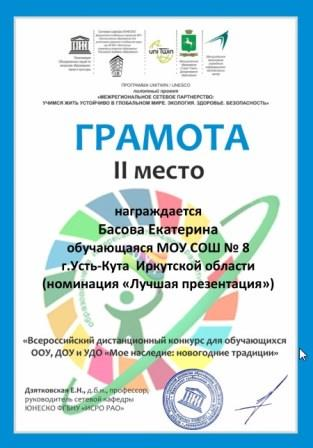 ПРОГРАММА UNITWIN / UNESCO
пилотный проект
«МЕЖРЕГИОНАЛЬНОЕ СЕТЕВОЕ ПАРТНЕРСТВО:
УЧИМСЯ ЖИТЬ УСТОЙЧИВО В ГЛОБАЛЬНОМ МИРЕ. ЭКОЛОГИЯ. ЗДОРОВЬЕ. БЕЗОПАСНОСТЬ»
ГРАМОТА
II место
награждается
Басова Екатерина
обучающаяся МОУ СОШ № 8
г.Усть-Кута Иркутской области
(номинация «Лучшая презентация»)
«Всероссийский дистанционный конкурс для обучающихся
ООУ, ДОУ и УДО «Мое наследие: новогодние традиции»
Дзятковская Е.Н., д.б.н., профессор,
руководитель сетевой кафедры
ЮНЕСКО ФГБНУ «ИСРО РАО»